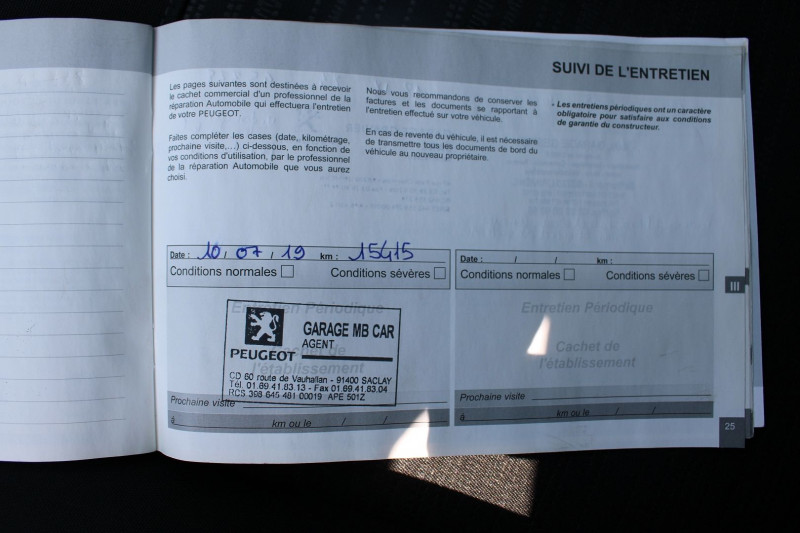 SUIVI DE L'ENTRETIEN
Les pages suivantes sont destinées à recevoir
le cachet commercial d'un professionnel de la
réparation Automobile qui effectuera l'entretien
de votre PEUGEOT.
Faites compléter les cases (date, kilométrage,
prochaine visite,...) ci-dessous, en fonction de
vos conditions d'utilisation, par le professionnel
de la réparation Automobile que vous aurez
choisi.
Nous vous recommandons de conserver les
factures et les documents se rapportant à
l'entretien effectué sur votre véhicule.
En cas de revente du véhicule, il est nécessaire
de transmettre tous les documents de bord du
véhicule au nouveau propriétaire.
- Les entretiens périodiques ont un caractère
obligatoire pour satisfaire aux conditions
de garantie du constructeur.
Date : 10 / 07 / 19 km : 15415
Conditions normales Conditions sévères
Entretien Périodique
Cachet de
l'établissement
PEUGEOT
GARAGE MB CAR
AGENT
CD 60 route de Vauhallan - 91400 SACLAY
Tél. 01.69.41.83.13 - Fax 01.69.41.83.04
RCS 398 645 481 00019 APE 501Z
Prochaine visite
à km ou le / /
Date : / / km :
Conditions normales Conditions sévères
Entretien Périodique
Cachet de
l'établissement
Prochaine visite
à km ou le / /
III
25